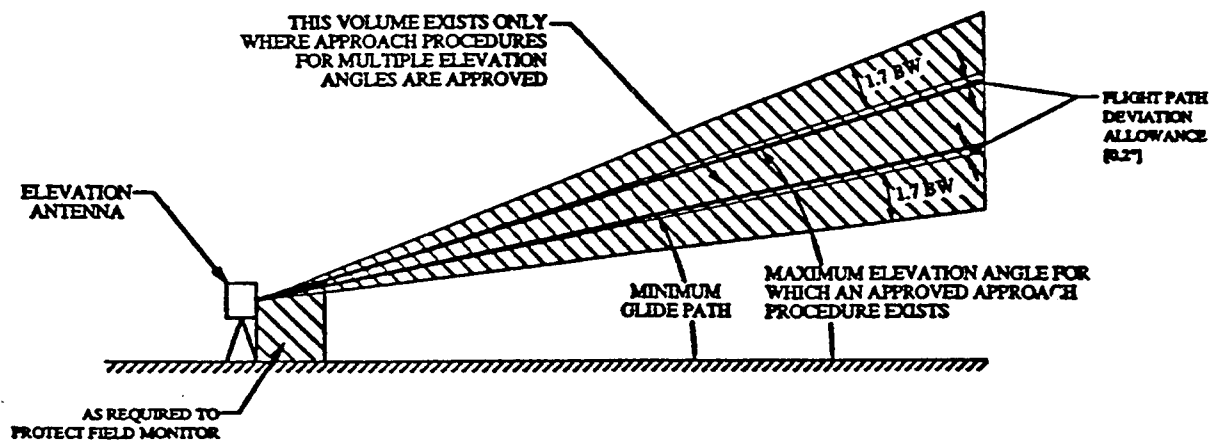 THIS VOLUME EXISTS ONLY
WHERE APPROACH PROCEDURES
FOR MULTIPLE ELEVATION
ANGLES ARE APPROVED
1.7 BW
FLIGHT PATH
DEVIATION
ALLOWANCE
[0.2°]
ELEVATION
ANTENNA
1.7 BW
MINIMUM
GLIDE PATH
MAXIMUM ELEVATION ANGLE FOR
WHICH AN APPROVED APPROACH
PROCEDURE EXISTS
AS REQUIRED TO
PROTECT FIELD MONITOR